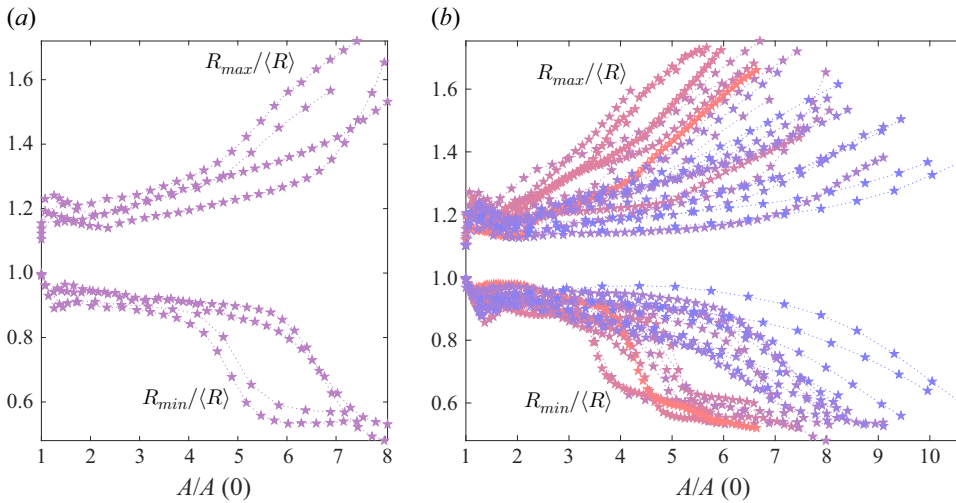 (a) (b)
1.6 R_max/⟨R⟩ 1.6 R_max/⟨R⟩
1.4 1.4
1.2 1.2
1.0 1.0
0.8 0.8
0.6 R_min/⟨R⟩ 0.6 R_min/⟨R⟩
1 2 3 4 5 6 7 8 1 2 3 4 5 6 7 8 9 10
A/A (0) A/A (0)